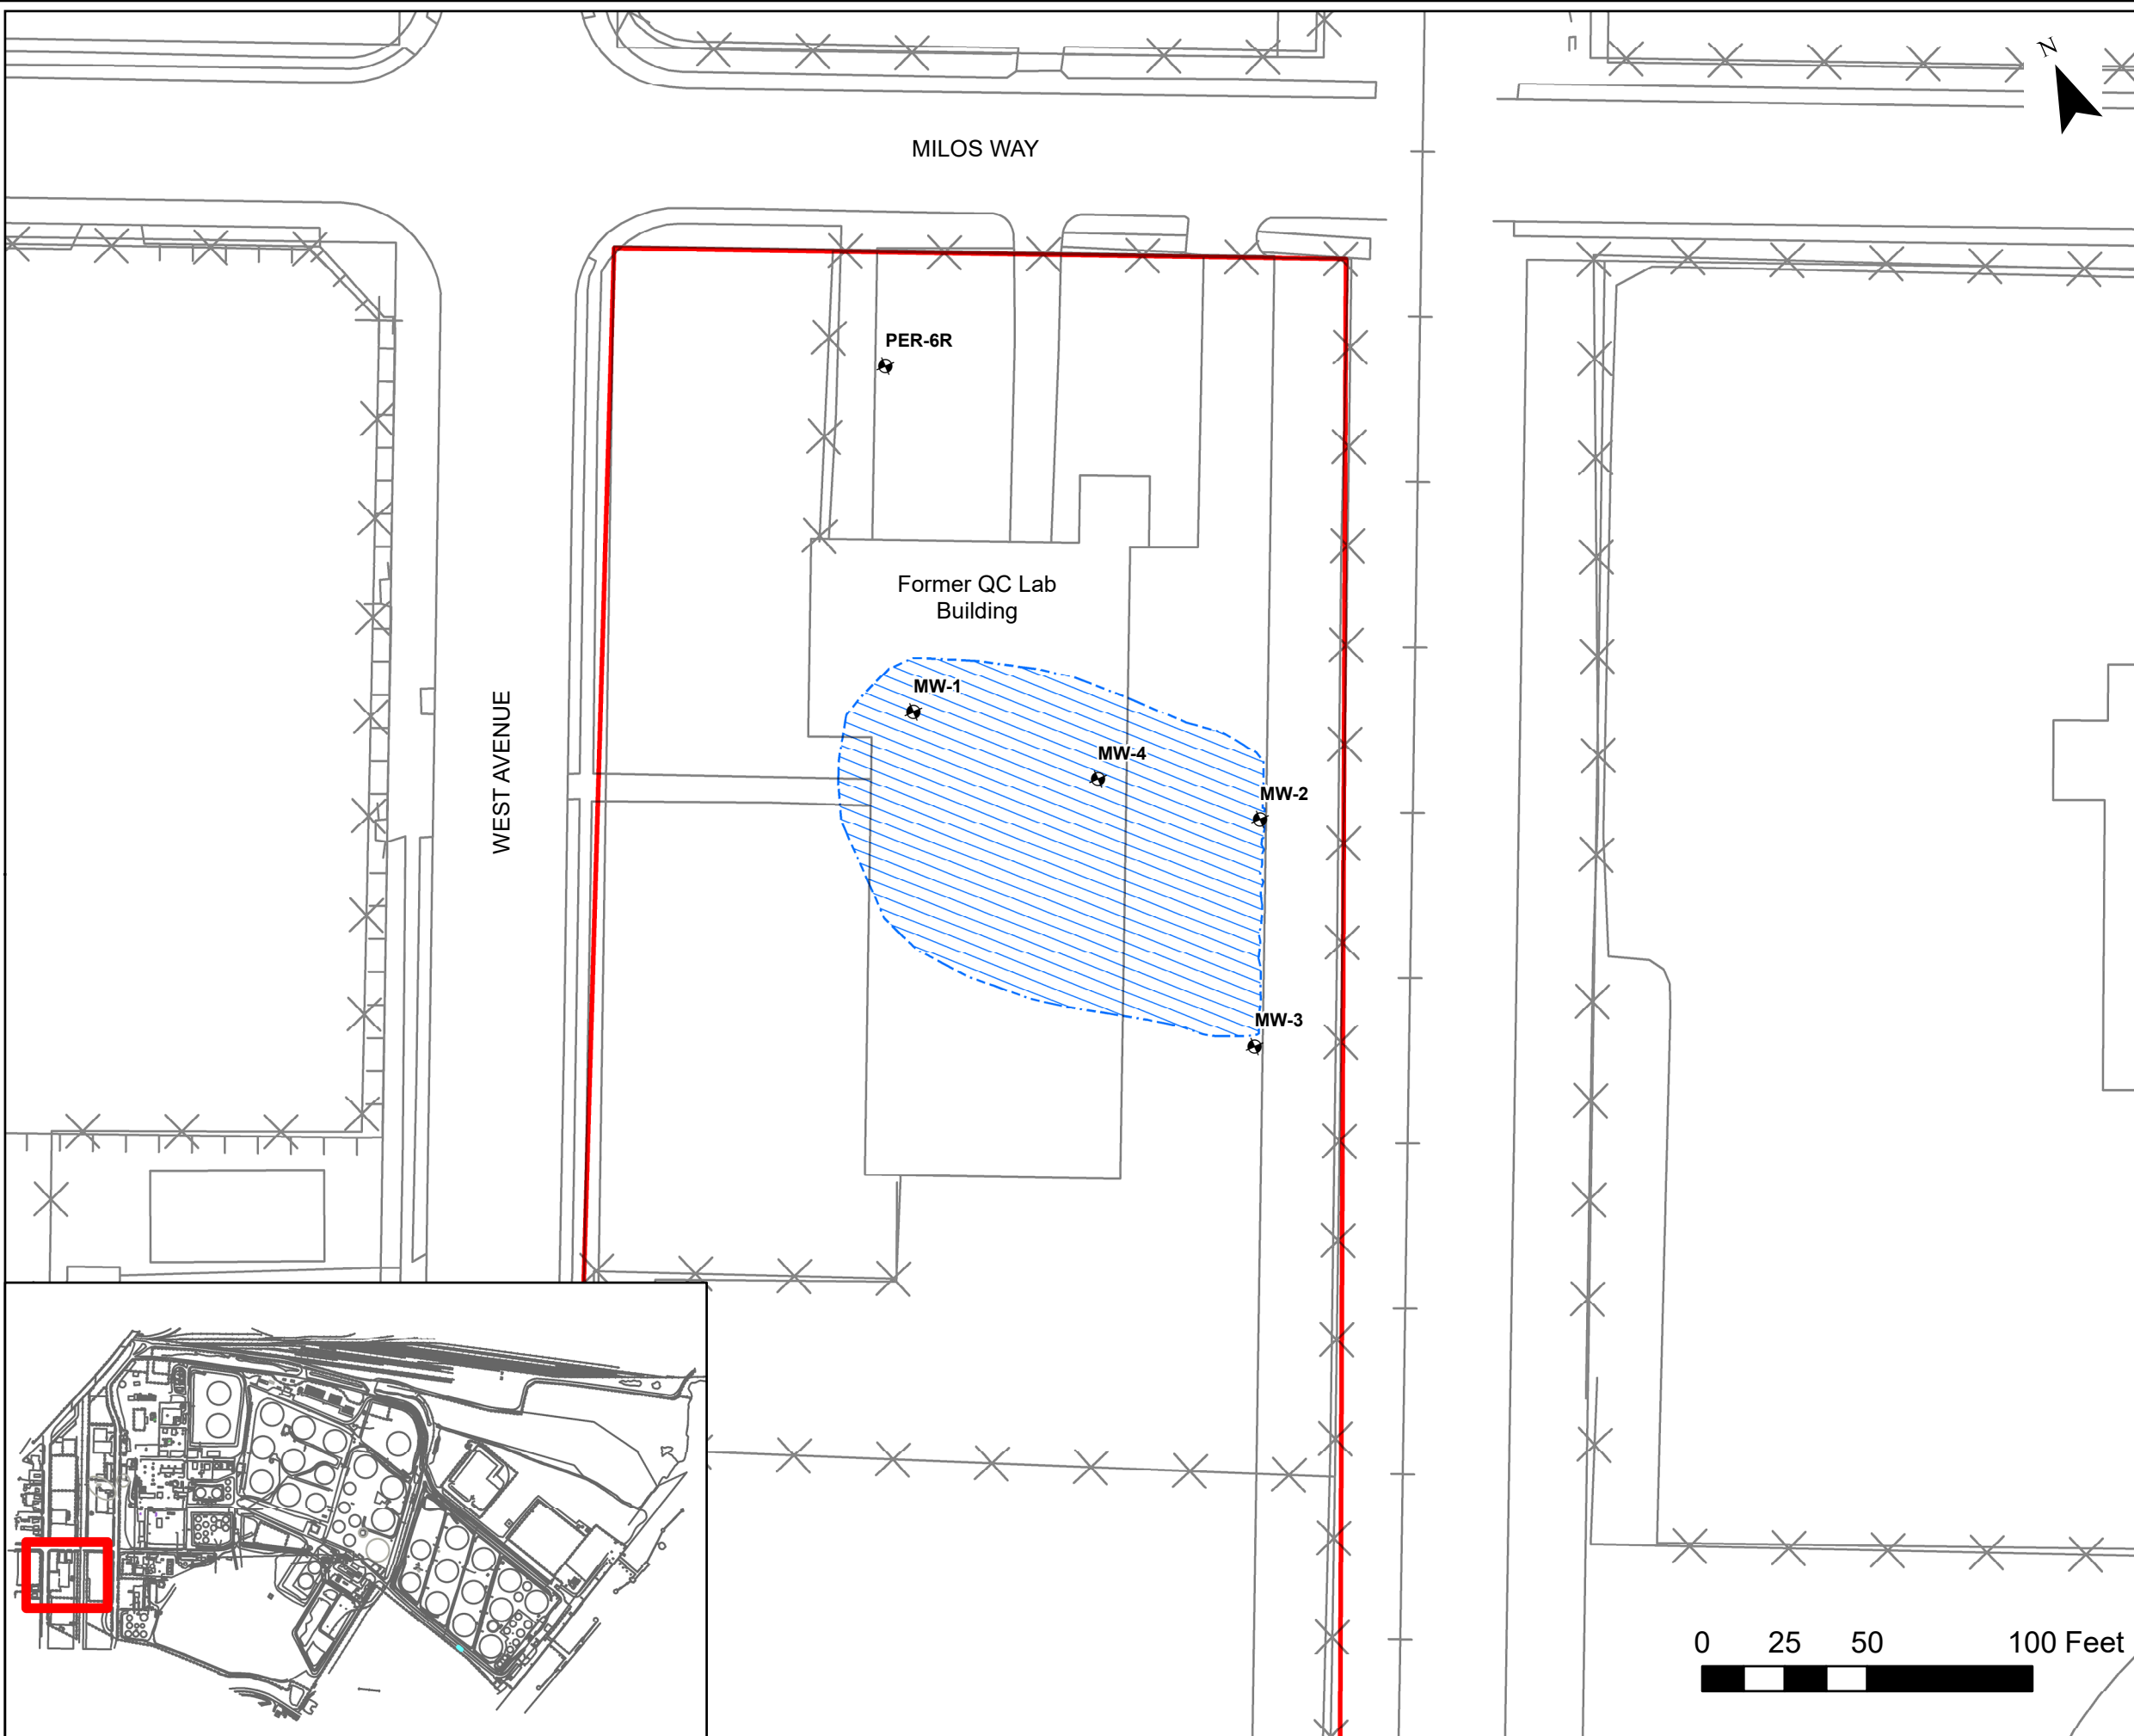 N
MILOS WAY
PER-6R
Former QC Lab
Building
MW-1
MW-4
MW-2
WEST AVENUE
MW-3
0 25 50 100 Feet